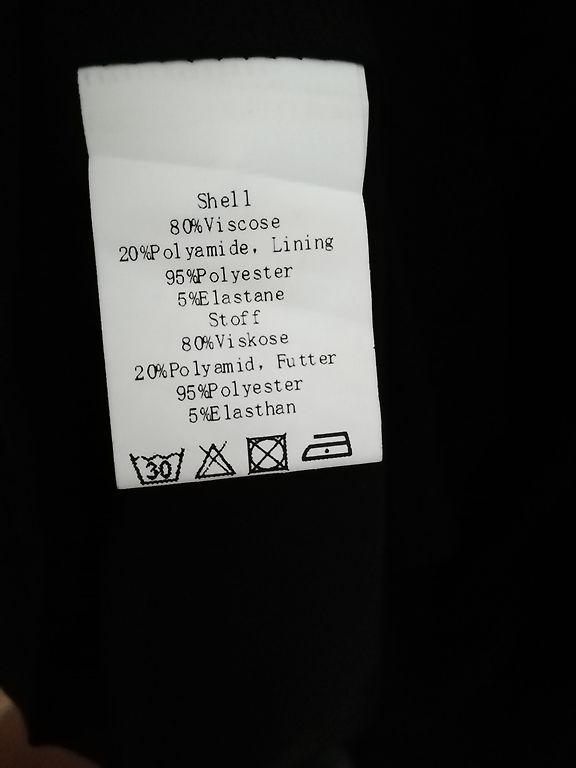 Shell
80%Viscose
20%Polyamide, Lining
95%Polyester
5%Elastane
Stoff
80%Viskose
20%Polyamid, Futter
95%Polyester
5%Elasthan
30